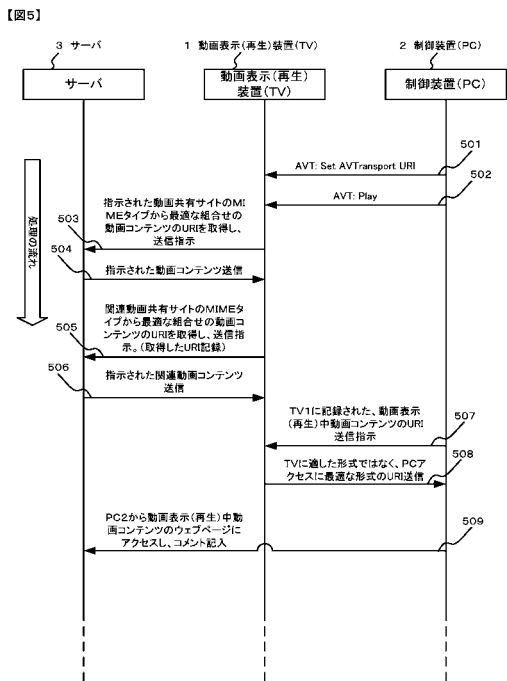 【図5】
3 サーバ
1 動画表示(再生)装置(TV)
2 制御装置(PC)
サーバ
動画表示(再生)
装置(TV)
制御装置(PC)
処理の流れ
501
AVT: Set AVTransport URI
502
AVT: Play
503
指示された動画共有サイトのMI
MEタイプから最適な組合せの
動画コンテンツのURIを取得し、
送信指示
504
指示された動画コンテンツ送信
505
関連動画共有サイトのMIMEタ
イプから最適な組合せの動画コ
ンテンツのURIを取得し、送信指
示。(取得したURI記録)
506
指示された関連動画コンテンツ
送信
507
TV1に記録された、動画表示
(再生)中動画コンテンツのURI
送信指示
508
TVに適した形式ではなく、PCア
クセスに最適な形式のURI送信
509
PC2から動画表示(再生)中動
画コンテンツのウェブページに
アクセスし、コメント記入